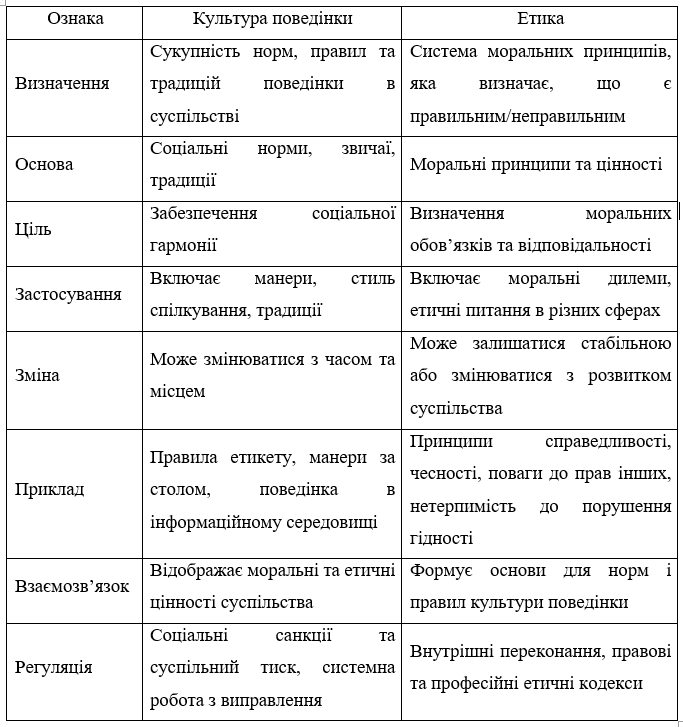 Ознака Культура поведінки Етика
Визначення
Сукупність норм, правил та
традицій поведінки в
суспільстві
Система моральних принципів,
яка визначає, що є
правильним/неправильним
Основа
Соціальні норми, звичаї,
традиції
Моральні принципи та цінності
Ціль
Забезпечення соціальної
гармонії
Визначення моральних
обов’язків та відповідальності
Застосування
Включає манери, стиль
спілкування, традиції
Включає моральні дилеми,
етичні питання в різних сферах
Зміна
Може змінюватися з часом та
місцем
Може залишатися стабільною
або змінюватися з розвитком
суспільства
Приклад
Правила етикету, манери за
столом, поведінка в
інформаційному середовищі
Принципи справедливості,
чесності, поваги до прав інших,
нетерпимість до порушення
гідності
Взаємозв’язок
Відображає моральні та етичні
цінності суспільства
Формує основи для норм і
правил культури поведінки
Регуляція
Соціальні санкції та
суспільний тиск, системна
робота з виправлення
Внутрішні переконання, правові
та професійні етичні кодекси